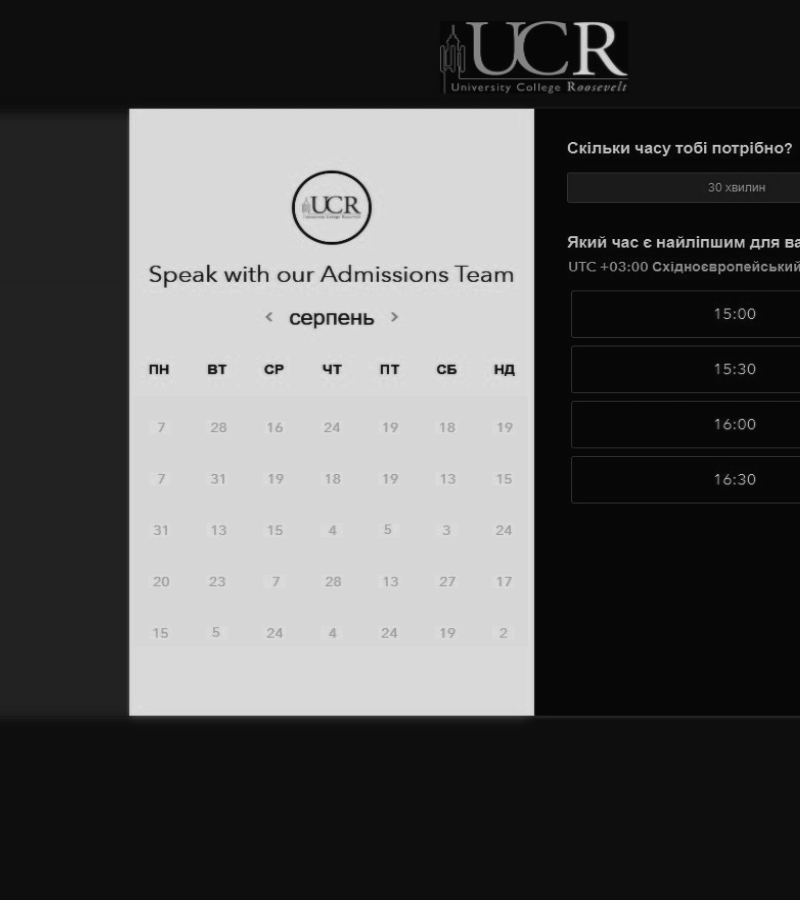 UCR
University College Roosevelt
UCR
Speak with our Admissions Team
< серпень >
ПН ВТ СР ЧТ ПТ СБ НД
7 28 16 24 19 18 19
7 31 19 18 19 13 15
31 13 15 4 5 3 24
20 23 7 28 13 27 17
15 5 24 4 24 19 2
Скільки часу тобі потрібно?
30 хвилин
Який час є найліпшим для ва
UTC +03:00 Східноєвропейський
15:00
15:30
16:00
16:30